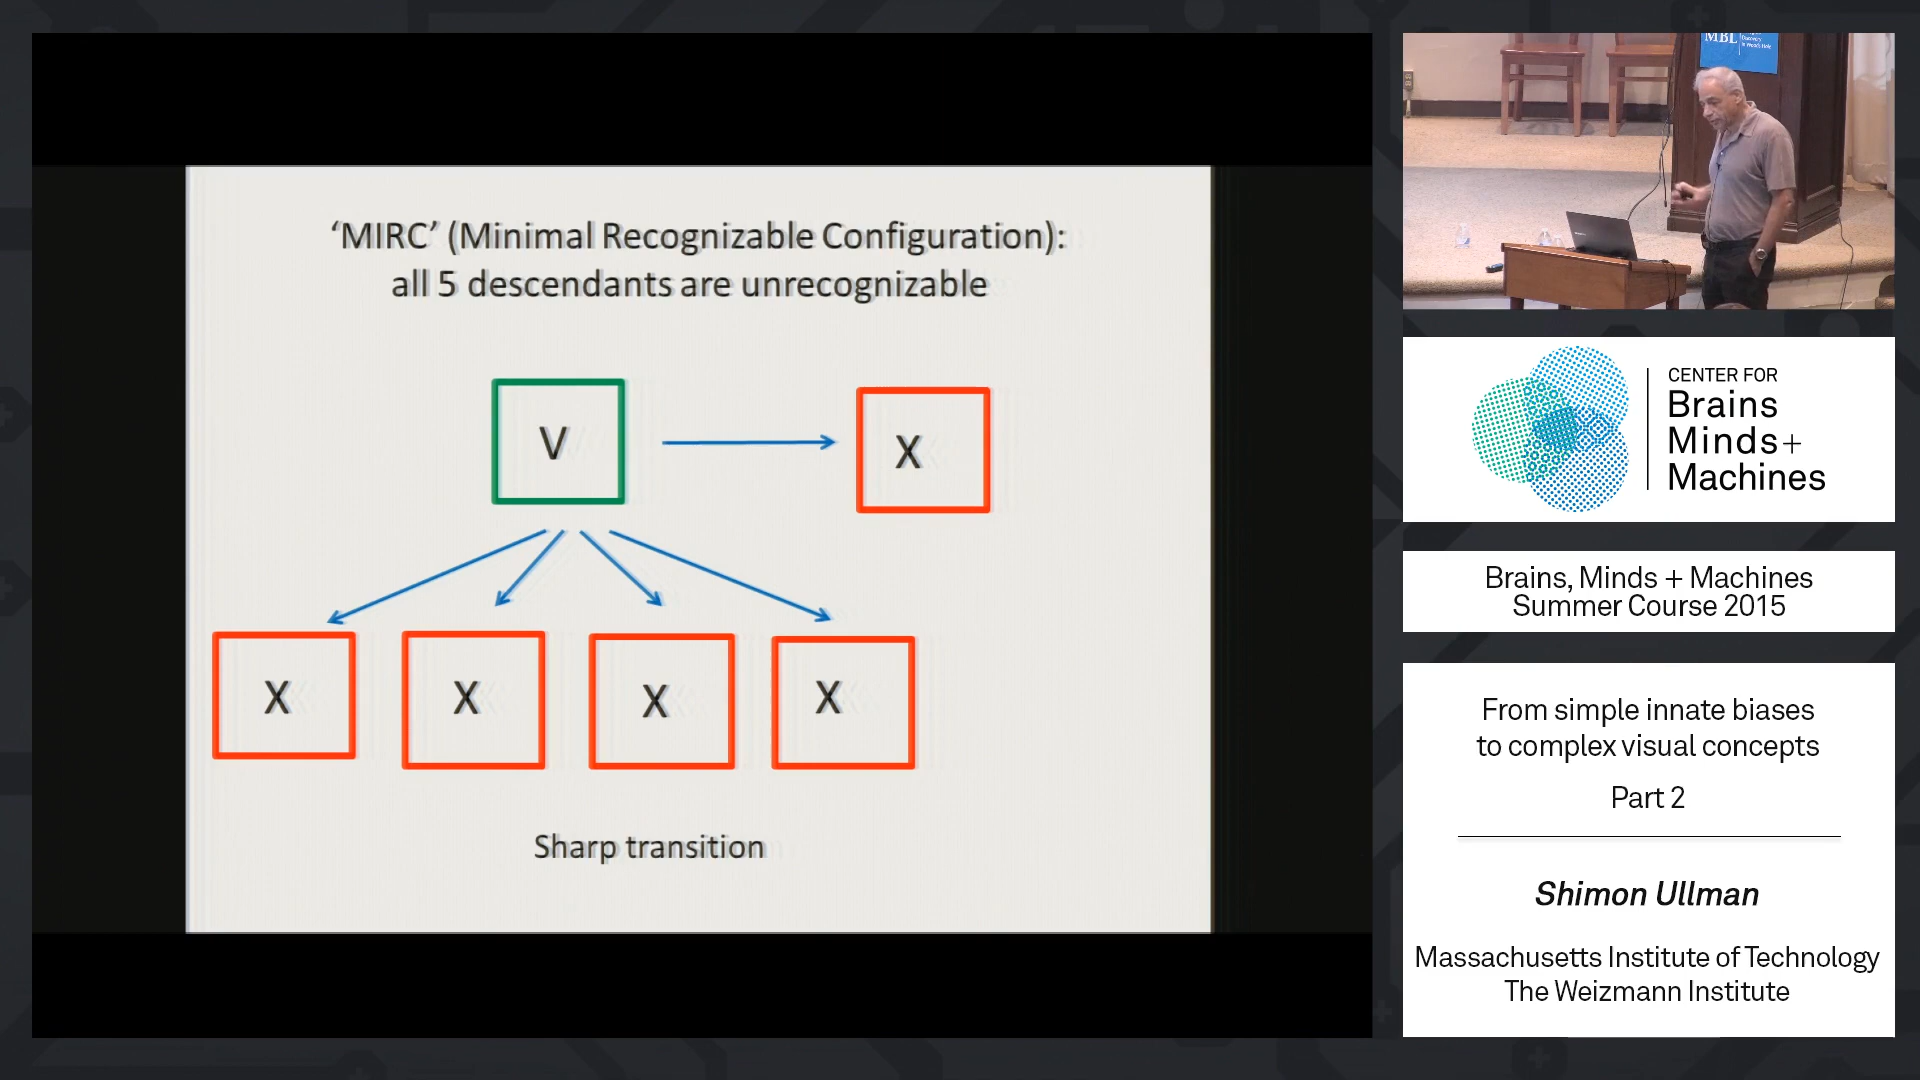 'MIRC' (Minimal Recognizable Configuration):
all 5 descendants are unrecognizable
V
X
X
X
X
X
Sharp transition
MBL
CENTER FOR
Brains
Minds+
Machines
Brains, Minds + Machines
Summer Course 2015
From simple innate biases
to complex visual concepts
Part 2
Shimon Ullman
Massachusetts Institute of Technology
The Weizmann Institute